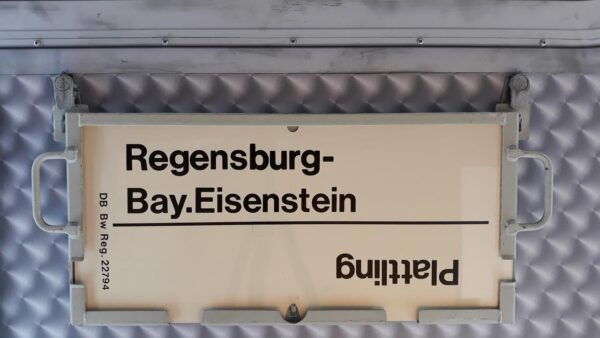 Regensburg-
Bay.Eisenstein
Plattling
DB Bw Reg. 22794